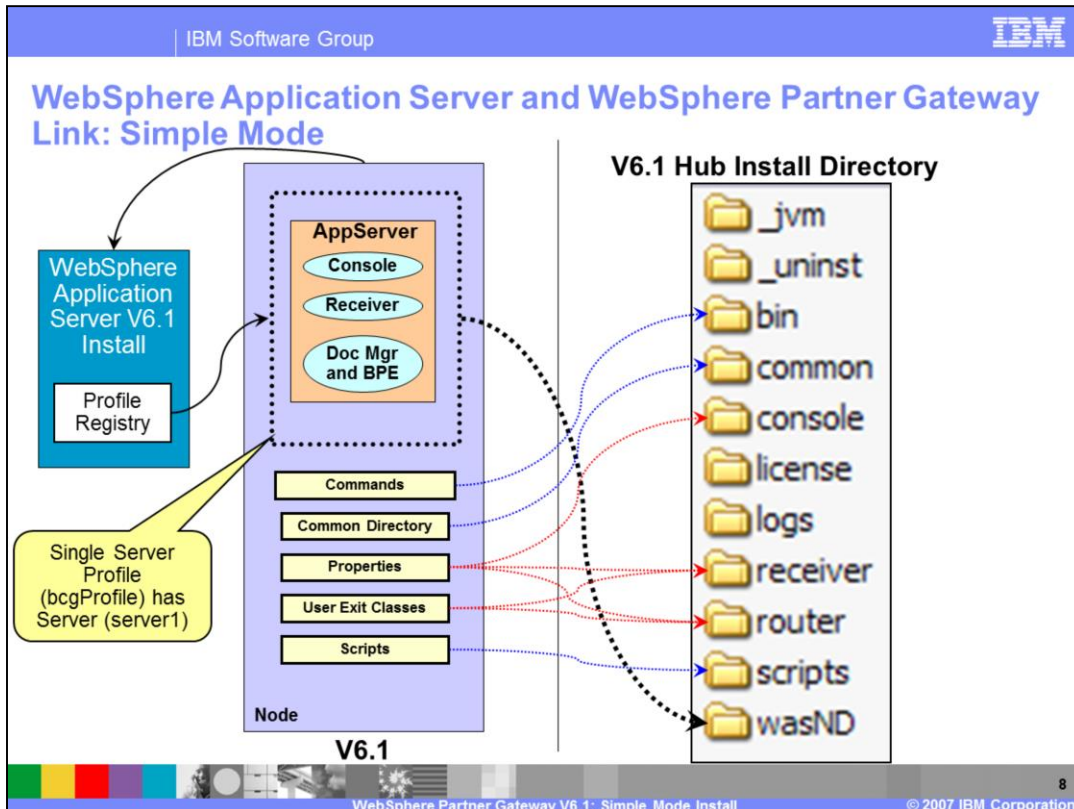 IBM Software Group
IBM
WebSphere Application Server and WebSphere Partner Gateway
Link: Simple Mode
V6.1 Hub Install Directory
WebSphere
Application
Server V6.1
Install
Profile
Registry
AppServer
Console
Receiver
Doc Mgr
and BPE
Single Server
Profile
(bcgProfile) has
Server (server1)
Commands
Common Directory
Properties
User Exit Classes
Scripts
Node
V6.1
_jvm
_uninst
bin
common
console
license
logs
receiver
router
scripts
wasND
8
WebSphere Partner Gateway V6.1: Simple Mode Install
© 2007 IBM Corporation